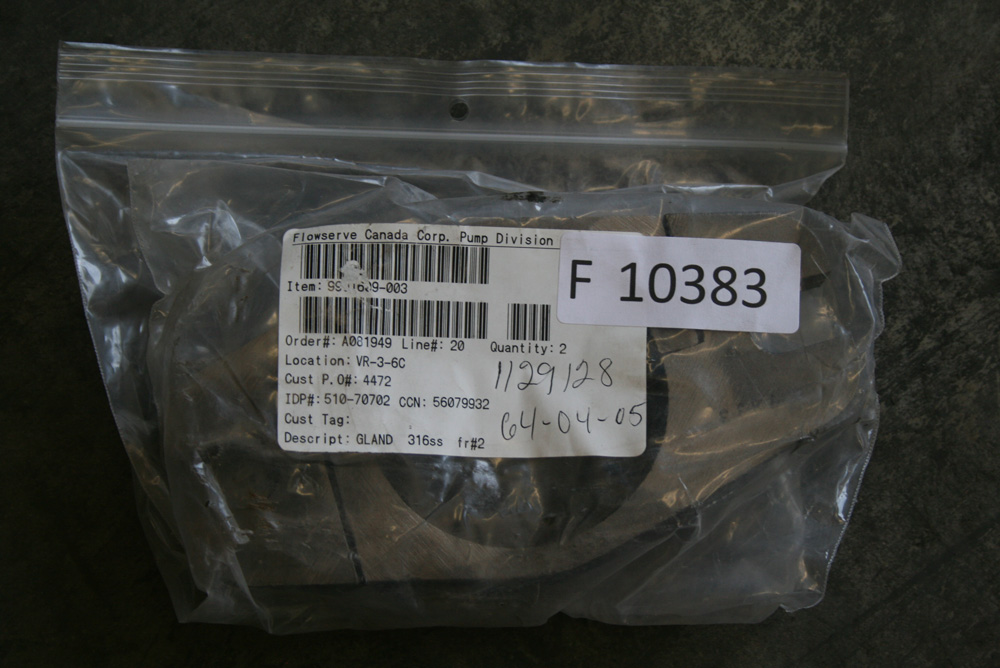 Flowserve Canada Corp. Pump Division
F 10383
Item:
Order#: A081949 Line#: 20 Quantity: 2
Location: VR-3-6C
Cust P.O#: 4472
IDP#: 510-70702 CCN: 56079932
Cust Tag:
Descript: GLAND 316ss fr#2
1129128
64-04-05